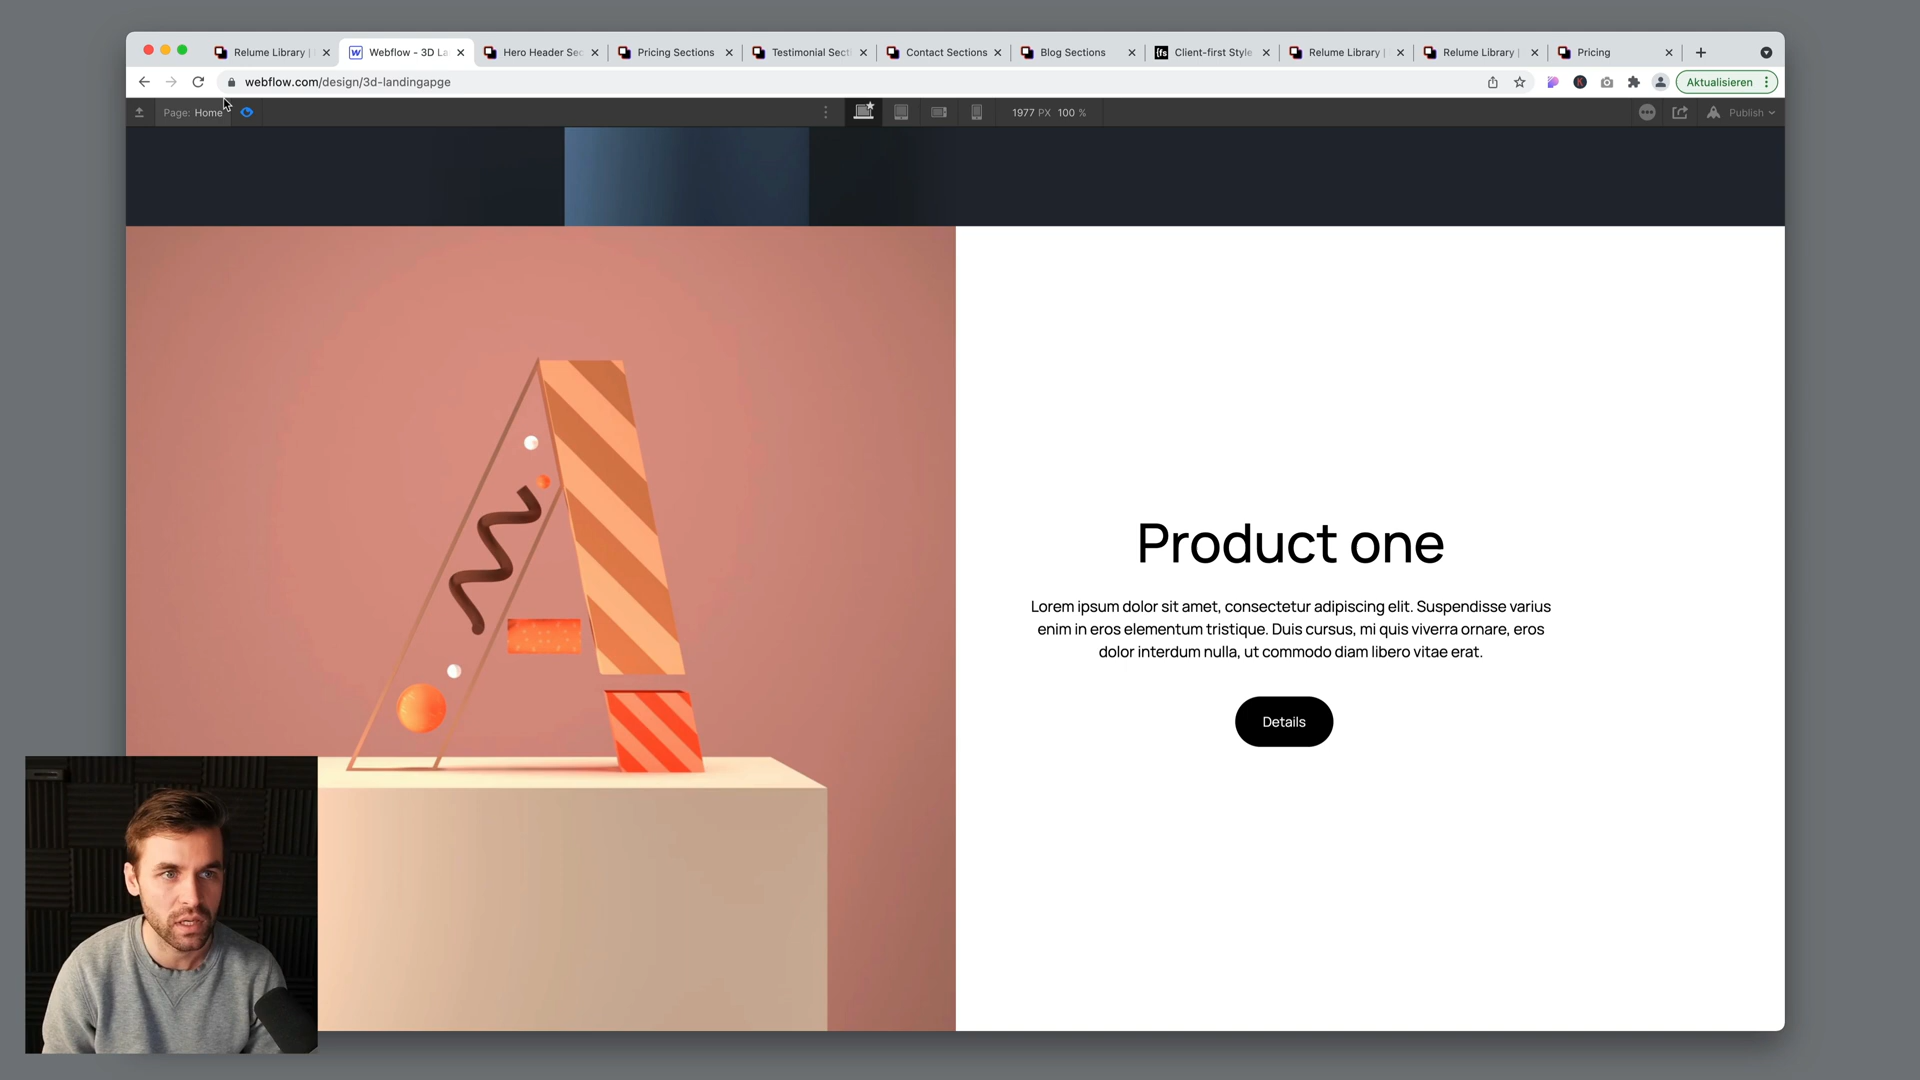 Relume Library |
Webflow - 3D La
Hero Header Sec
Pricing Sections
Testimonial Secti
Contact Sections
Blog Sections
Client-first Style
Relume Library |
Relume Library |
Pricing
webflow.com/design/3d-landingapge
Aktualisieren
Page: Home
1977 PX 100 %
Publish
Product one
Lorem ipsum dolor sit amet, consectetur adipiscing elit. Suspendisse varius
enim in eros elementum tristique. Duis cursus, mi quis viverra ornare, eros
dolor interdum nulla, ut commodo diam libero vitae erat.
Details